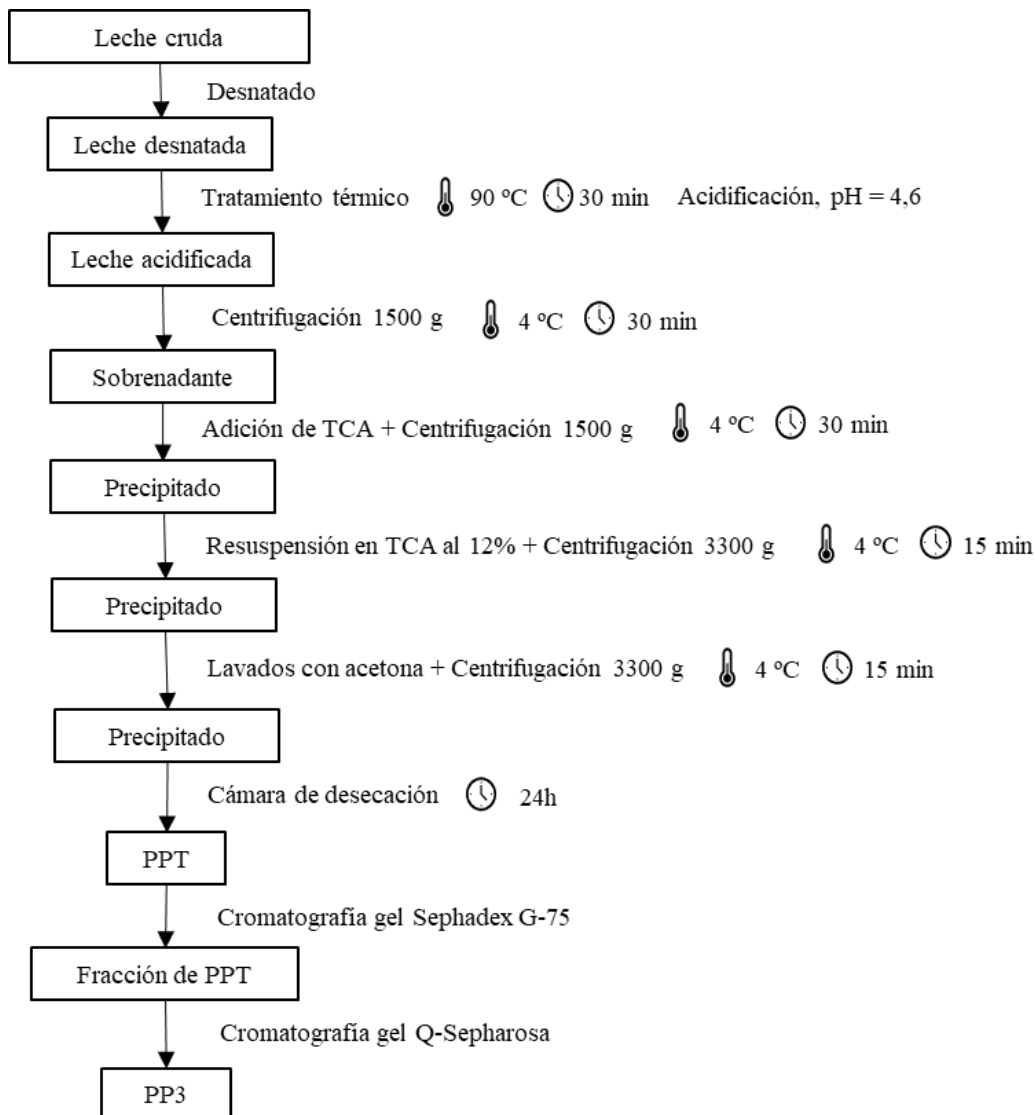 Leche cruda
Desnatado
Leche desnatada
Tratamiento térmico 90 ºC 30 min Acidificación, pH = 4,6
Leche acidificada
Centrifugación 1500 g 4 ºC 30 min
Sobrenadante
Adición de TCA + Centrifugación 1500 g 4 ºC 30 min
Precipitado
Resuspensión en TCA al 12% + Centrifugación 3300 g 4 ºC 15 min
Precipitado
Lavados con acetona + Centrifugación 3300 g 4 ºC 15 min
Precipitado
Cámara de desecación 24h
PPT
Cromatografía gel Sephadex G-75
Fracción de PPT
Cromatografía gel Q-Sepharosa
PP3